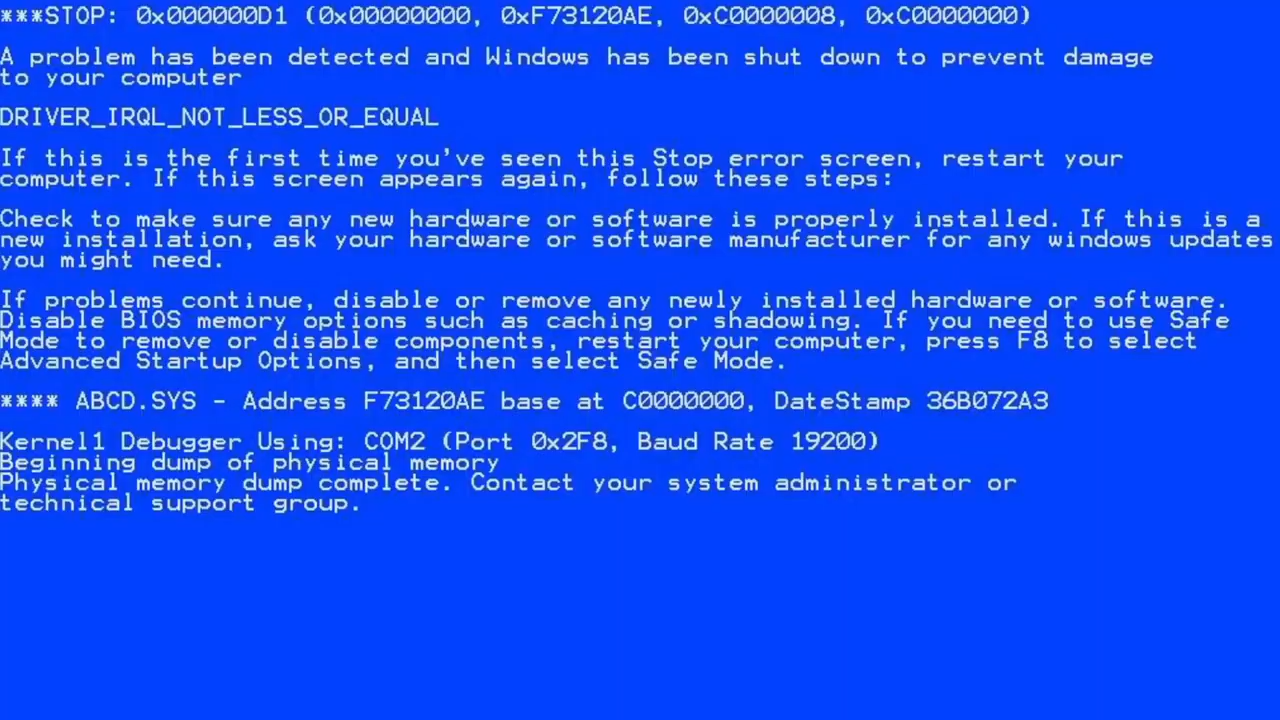 ***STOP: 0x000000D1 (0x00000000, 0xF73120AE, 0xC0000008, 0xC0000000)
A problem has been detected and Windows has been shut down to prevent damage
to your computer
DRIVER_IRQL_NOT_LESS_OR_EQUAL
If this is the first time you've seen this Stop error screen, restart your
computer. If this screen appears again, follow these steps:
Check to make sure any new hardware or software is properly installed. If this is a
new installation, ask your hardware or software manufacturer for any windows updates
you might need.
If problems continue, disable or remove any newly installed hardware or software.
Disable BIOS memory options such as caching or shadowing. If you need to use Safe
Mode to remove or disable components, restart your computer, press F8 to select
Advanced Startup Options, and then select Safe Mode.
**** ABCD.SYS - Address F73120AE base at C0000000, DateStamp 36B072A3
Kernel1 Debugger Using: COM2 (Port 0x2F8, Baud Rate 19200)
Beginning dump of physical memory
Physical memory dump complete. Contact your system administrator or
technical support group.